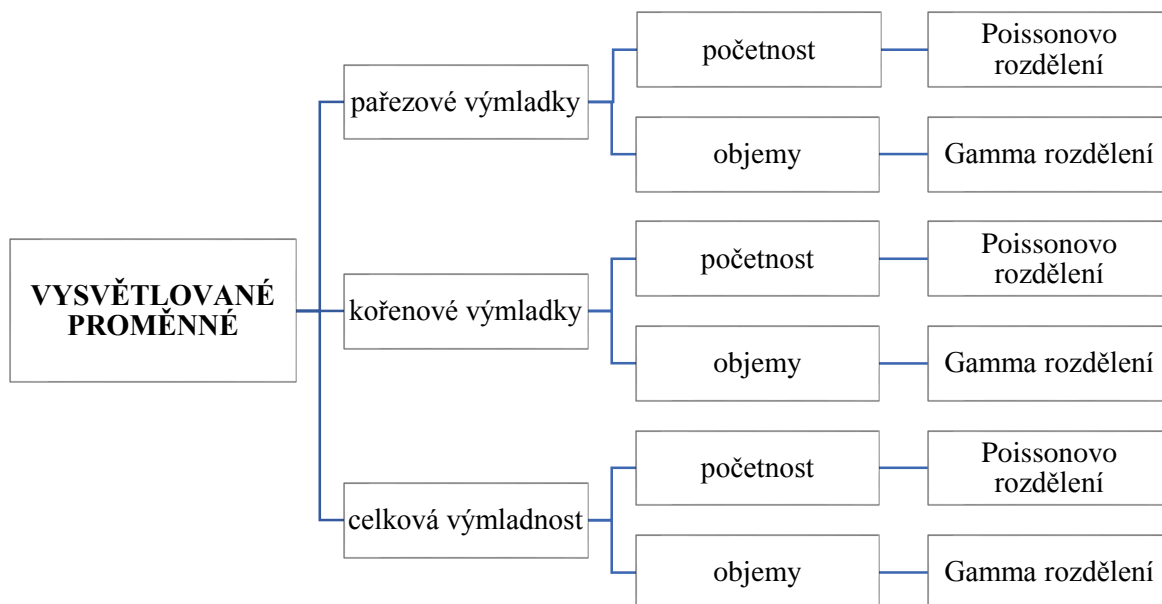 VYSVĚTLOVANÉ
PROMĚNNÉ
pařezové výmladky
početnost
Poissonovo
rozdělení
objemy
Gamma rozdělení
kořenové výmladky
početnost
Poissonovo
rozdělení
objemy
Gamma rozdělení
celková výmladnost
početnost
Poissonovo
rozdělení
objemy
Gamma rozdělení